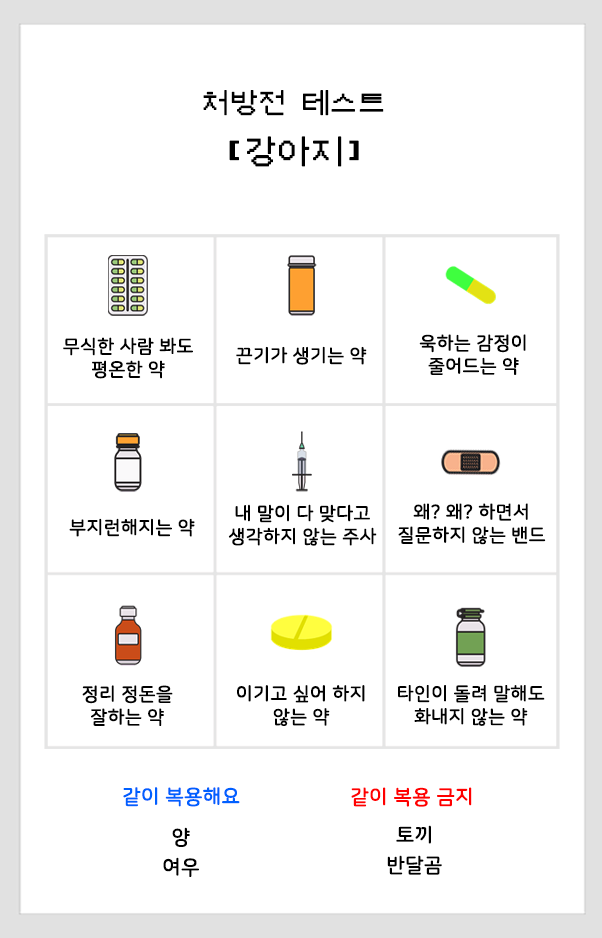 처방전 테스트
[강아지]
무식한 사람 봐도
평온한 약
끈기가 생기는 약
욱하는 감정이
줄어드는 약
부지런해지는 약
내 말이 다 맞다고
생각하지 않는 주사
왜? 왜? 하면서
질문하지 않는 밴드
정리 정돈을
잘하는 약
이기고 싶어 하지
않는 약
타인이 돌려 말해도
화내지 않는 약
같이 복용해요
양
여우
같이 복용 금지
토끼
반달곰